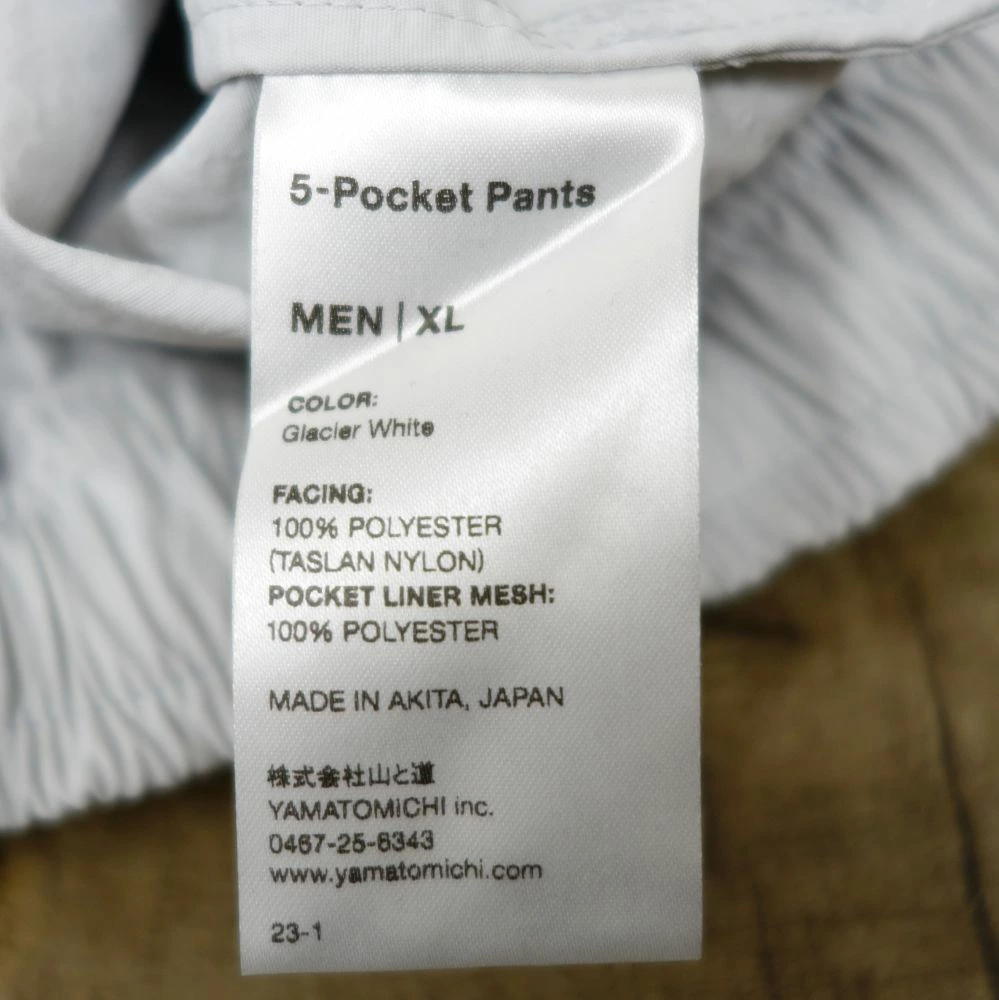 5-Pocket Pants
MEN | XL
COLOR:
Glacier White
FACING:
100% POLYESTER
(TASLAN NYLON)
POCKET LINER MESH:
100% POLYESTER
MADE IN AKITA, JAPAN
株式会社山と道
YAMATOMICHI inc.
0467-25-6343
www.yamatomichi.com
23-1